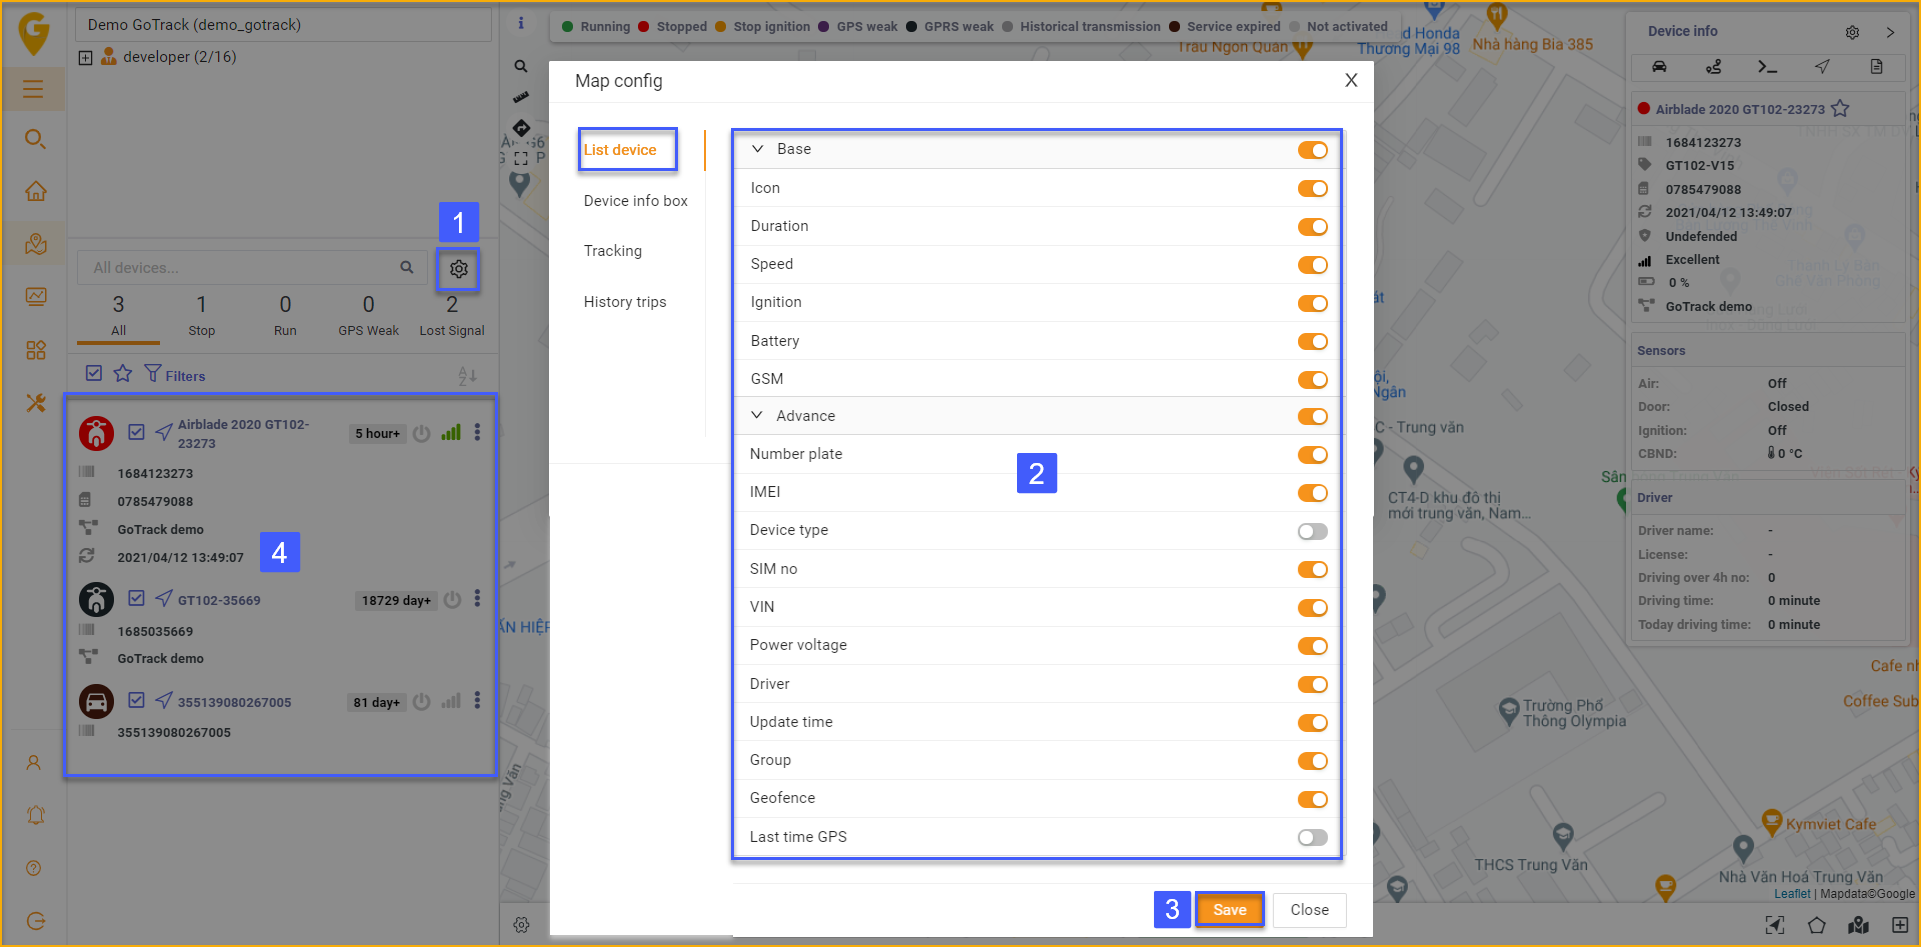 Demo GoTrack (demo_gotrack)
developer (2/16)
1
All devices...
3
1
0
0
2
All
Stop
Run
GPS Weak
Lost Signal
Filters
Airblade 2020 GT102-
23273
5 hour+
1684123273
0785479088
GoTrack demo
2021/04/12 13:49:07
4
GT102-35669
18729 day+
1685035669
GoTrack demo
355139080267005
81 day+
355139080267005
Running
Stopped
Stop ignition
GPS weak
GPRS weak
Historical transmission
Service expired
Not activated
Map config
X
List device
Device info box
Tracking
History trips
Base
Icon
Duration
Speed
Ignition
Battery
GSM
Advance
Number plate
2
IMEI
Device type
SIM no
VIN
Power voltage
Driver
Update time
Group
Geofence
Last time GPS
3
Save
Close
Device info
Airblade 2020 GT102-23273
1684123273
GT102-V15
0785479088
2021/04/12 13:49:07
Undefended
Excellent
0 %
GoTrack demo
Sensors
Air: Off
Door: Closed
Ignition: Off
CBND: 0 °C
Driver
Driver name: -
License: -
Driving over 4h no: 0
Driving time: 0 minute
Today driving time: 0 minute
Trâu Ngon Quán
d Honda
Thương Mại 98
Nhà hàng Bia 385
C - Trung văn
CT4-D khu đô thị
mới trung văn, Nam...
Trường Phổ
Thông Olympia
Coffee Sub
Kymviet Cafe
THCS Trung Văn
Nhà Văn Hoá Trung Văn
Leaflet | Mapdata©Google